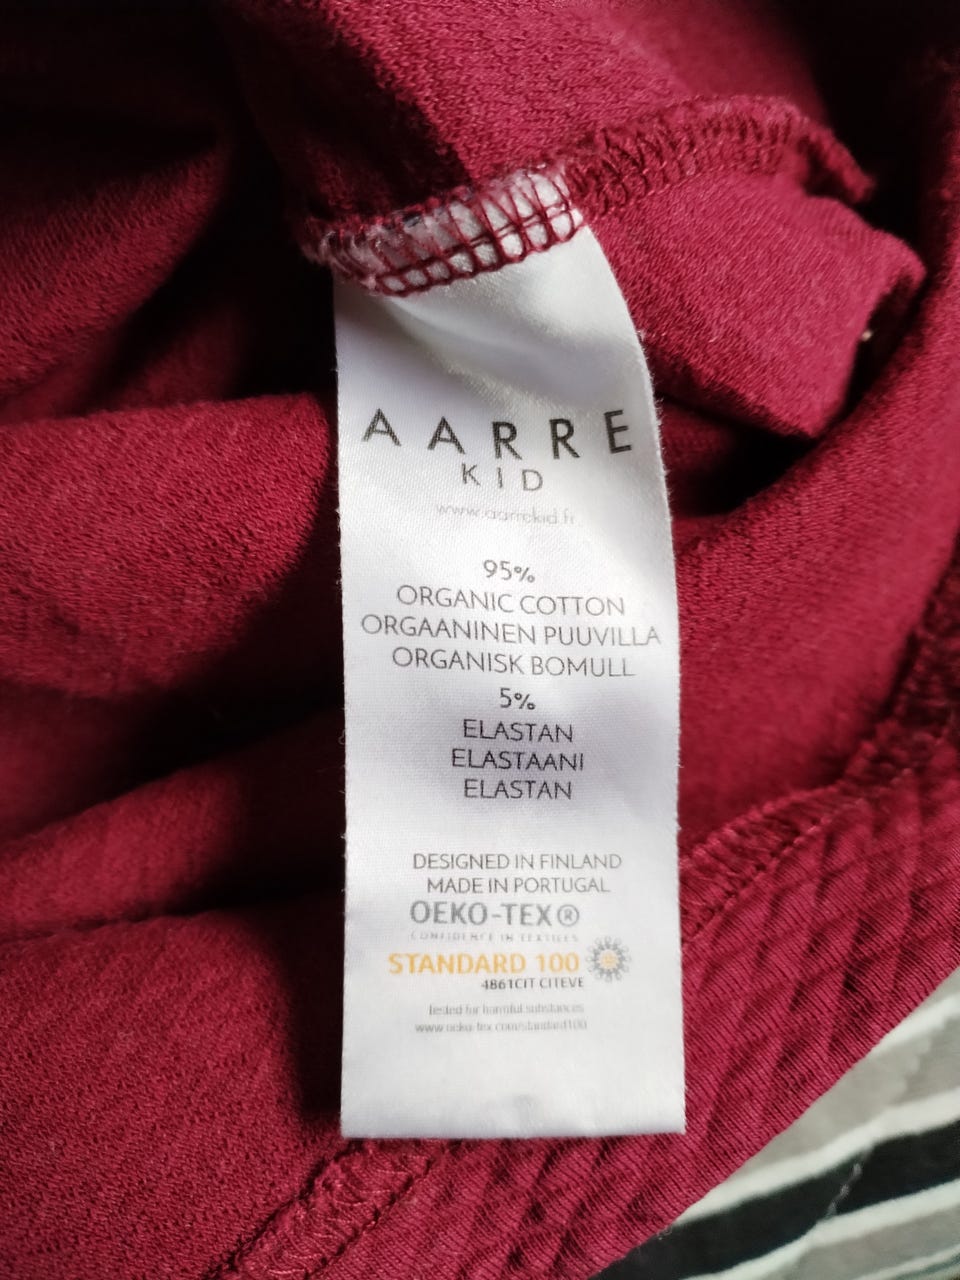 AARRE
KID
www.aarrekid.fi
95%
ORGANIC COTTON
ORGAANINEN PUUVILLA
ORGANISK BOMULL
5%
ELASTAN
ELASTAANI
ELASTAN
DESIGNED IN FINLAND
MADE IN PORTUGAL
OEKO-TEX®
CONFIDENCE IN TEXTILES
STANDARD 100
4861CIT CITEVE
Tested for harmful substances
www.oeko-tex.com/standard100